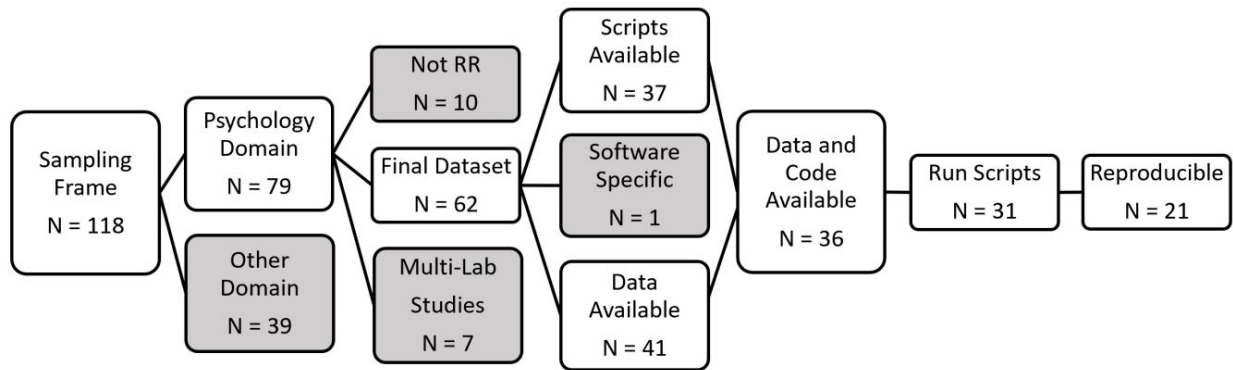 Sampling
Frame
N = 118
Psychology
Domain
N = 79
Other
Domain
N = 39
Not RR
N = 10
Final Dataset
N = 62
Multi-Lab
Studies
N = 7
Scripts
Available
N = 37
Software
Specific
N = 1
Data
Available
N = 41
Data and
Code
Available
N = 36
Run Scripts
N = 31
Reproducible
N = 21